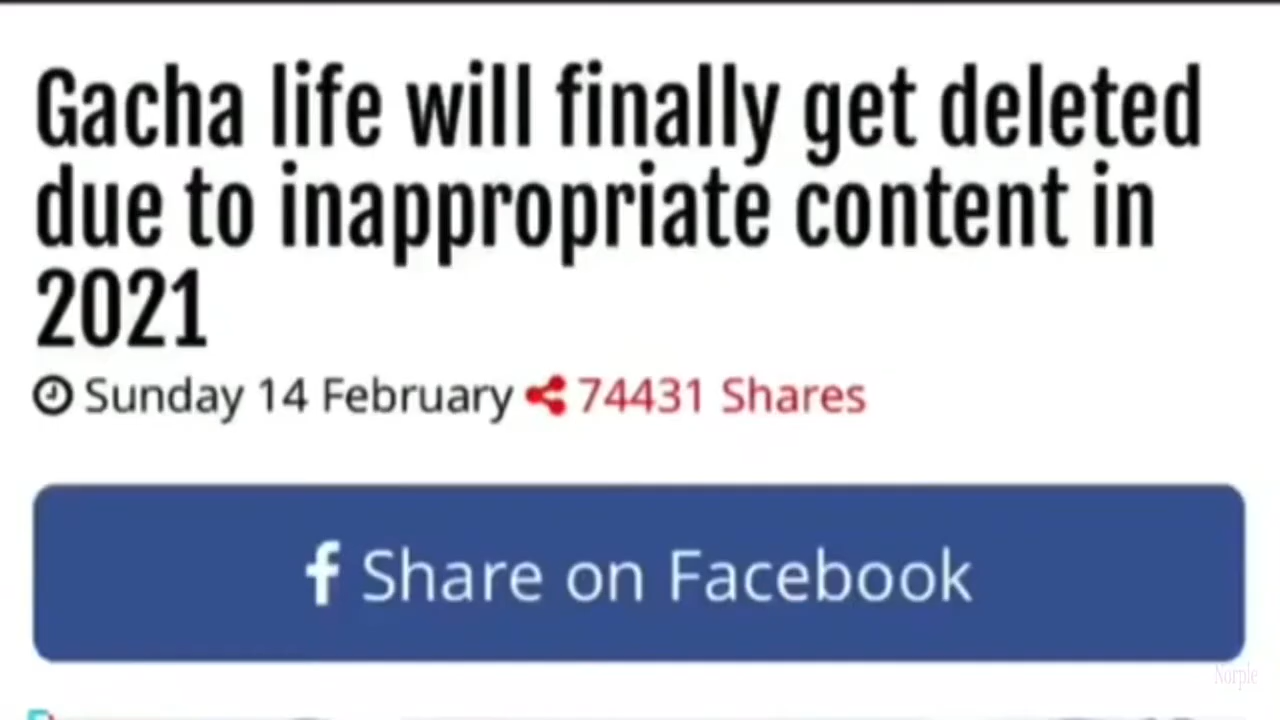 Gacha life will finally get deleted
due to inappropriate content in
2021
Sunday 14 February 74431 Shares
f Share on Facebook
Norple